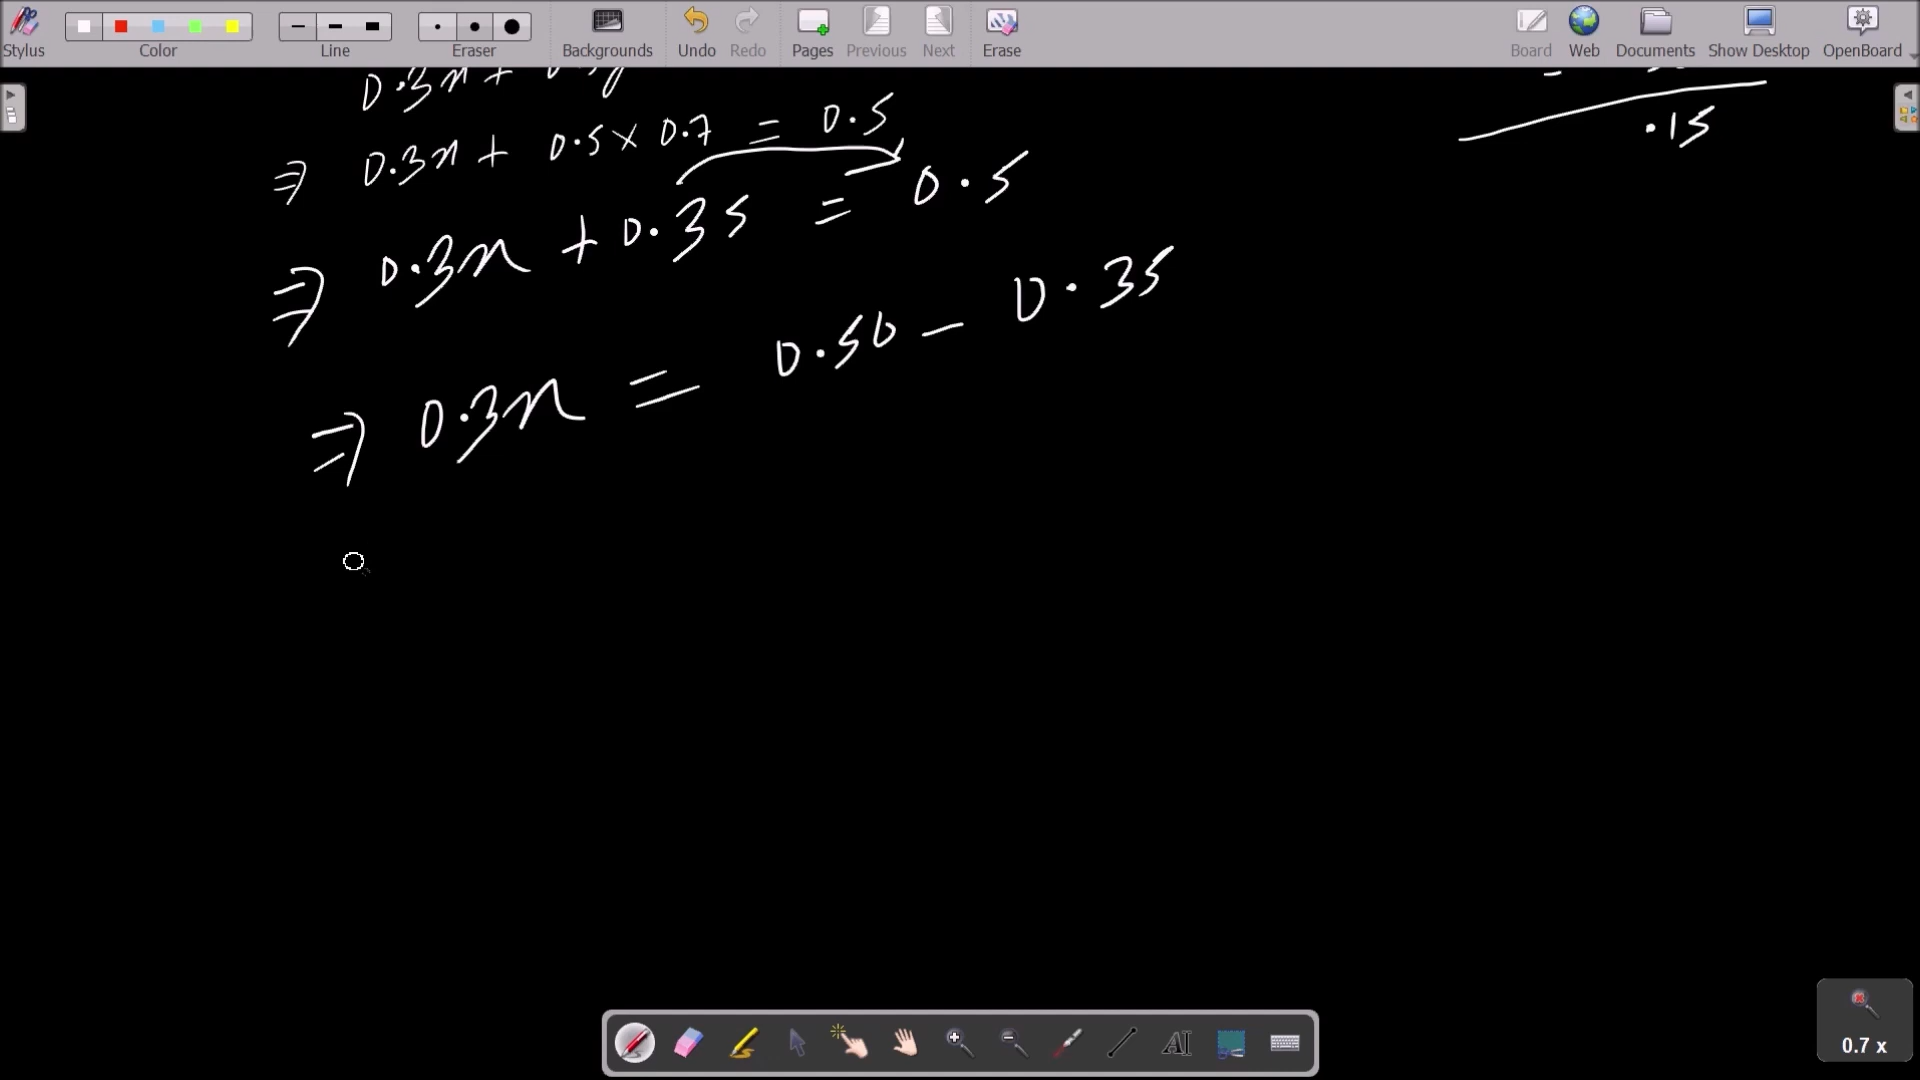 Stylus Color Line Eraser Backgrounds Undo Redo Pages Previous Next Erase Board Web Documents Show Desktop OpenBoard
⇒ 0.3x + 0.5 × 0.7 = 0.5
.15
⇒ 0.3x + 0.35 = 0.5
⇒ 0.3x = 0.50 - 0.35
AI
0.7 x